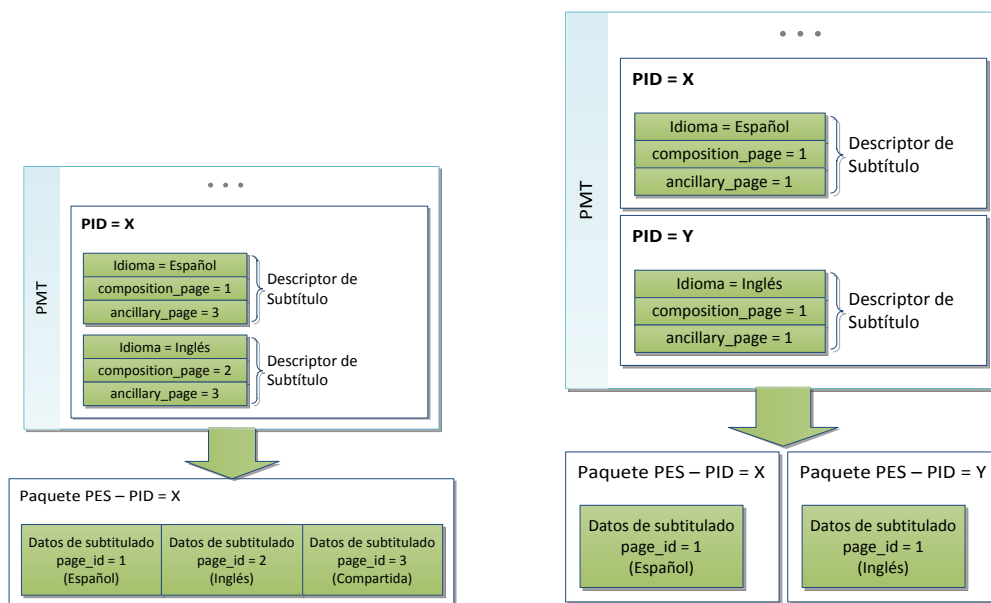 PMT
• • •
PID = X
Idioma = Español
composition_page = 1
ancillary_page = 3
Descriptor de
Subtítulo
Idioma = Inglés
composition_page = 2
ancillary_page = 3
Descriptor de
Subtítulo
Paquete PES – PID = X
Datos de subtitulado
page_id = 1
(Español)
Datos de subtitulado
page_id = 2
(Inglés)
Datos de subtitulado
page_id = 3
(Compartida)
PMT
• • •
PID = X
Idioma = Español
composition_page = 1
ancillary_page = 1
Descriptor de
Subtítulo
PID = Y
Idioma = Inglés
composition_page = 1
ancillary_page = 1
Descriptor de
Subtítulo
Paquete PES – PID = X
Datos de subtitulado
page_id = 1
(Español)
Paquete PES – PID = Y
Datos de subtitulado
page_id = 1
(Inglés)